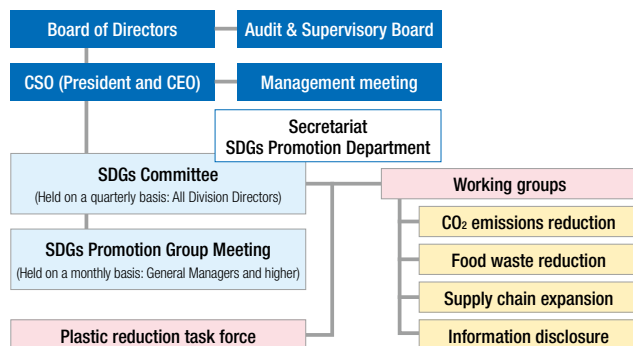 Board of Directors
Audit & Supervisory Board
CSO (President and CEO)
Management meeting
Secretariat
SDGs Promotion Department
SDGs Committee
(Held on a quarterly basis: All Division Directors)
Working groups
CO₂ emissions reduction
SDGs Promotion Group Meeting
(Held on a monthly basis: General Managers and higher)
Food waste reduction
Supply chain expansion
Plastic reduction task force
Information disclosure